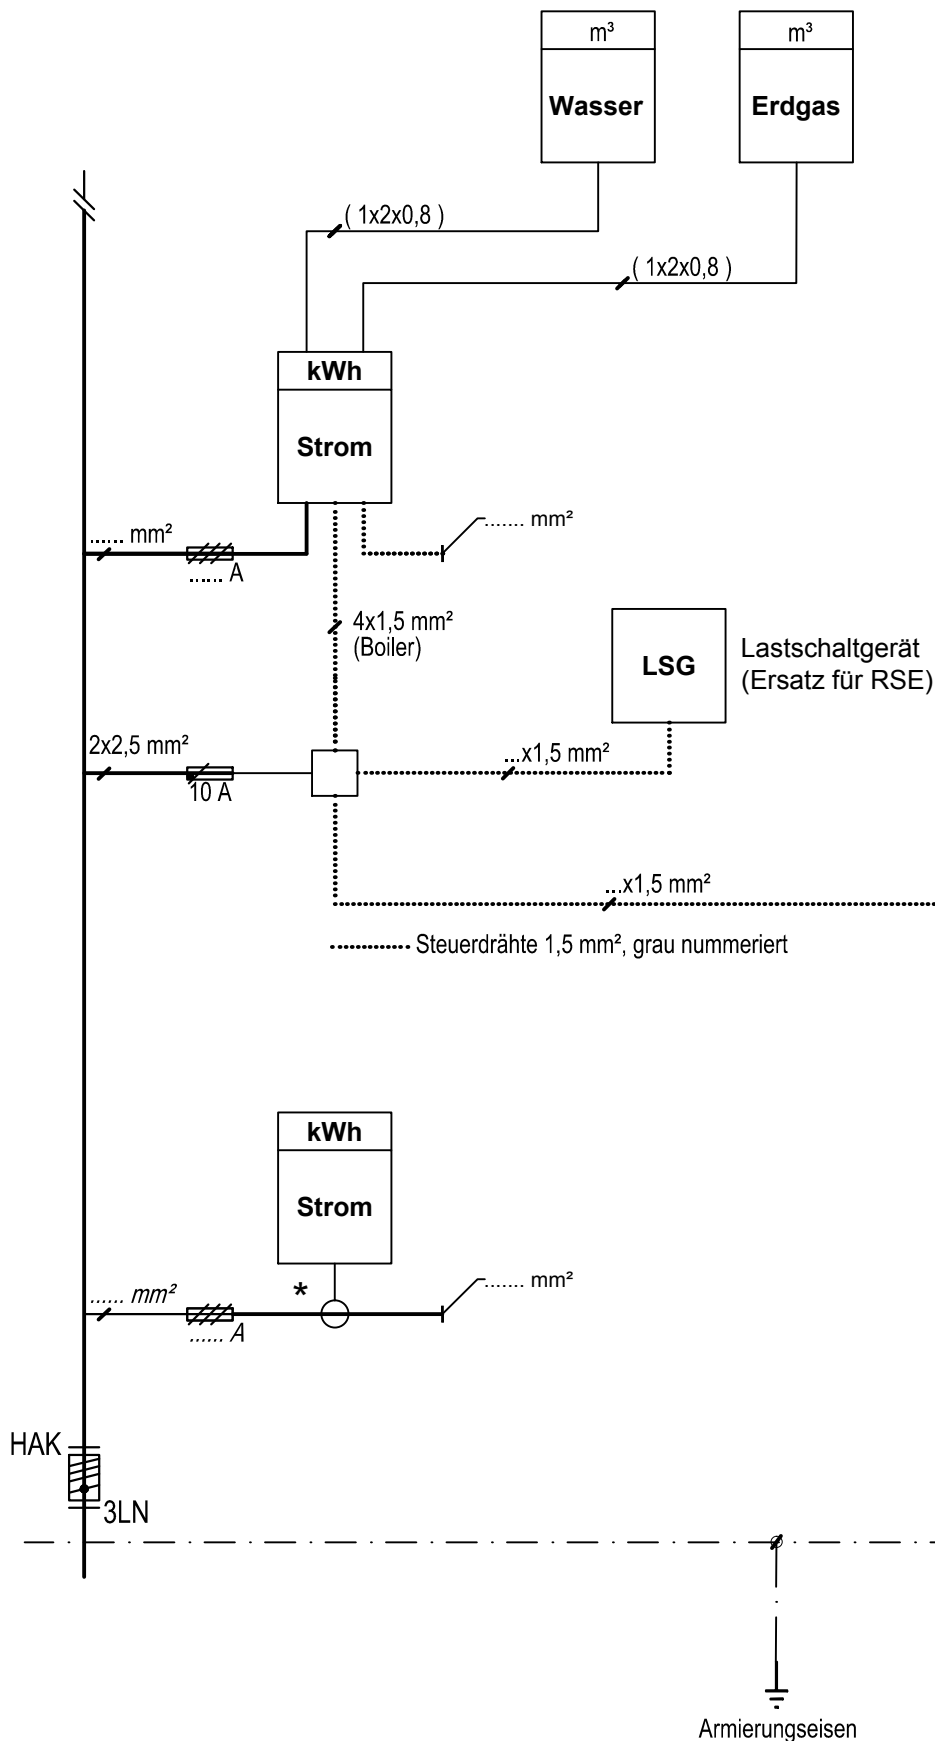 m³
m³
Wasser
Erdgas
( 1x2x0,8 )
( 1x2x0,8 )
kWh
Strom
...... mm²
....... mm²
...... A
4x1,5 mm²
(Boiler)
LSG
Lastschaltgerät
(Ersatz für RSE)
2x2,5 mm²
...x1,5 mm²
10 A
...x1,5 mm²
Steuerdrähte 1,5 mm², grau nummeriert
kWh
Strom
...... mm²
*
....... mm²
...... A
HAK
3LN
Armierungseisen